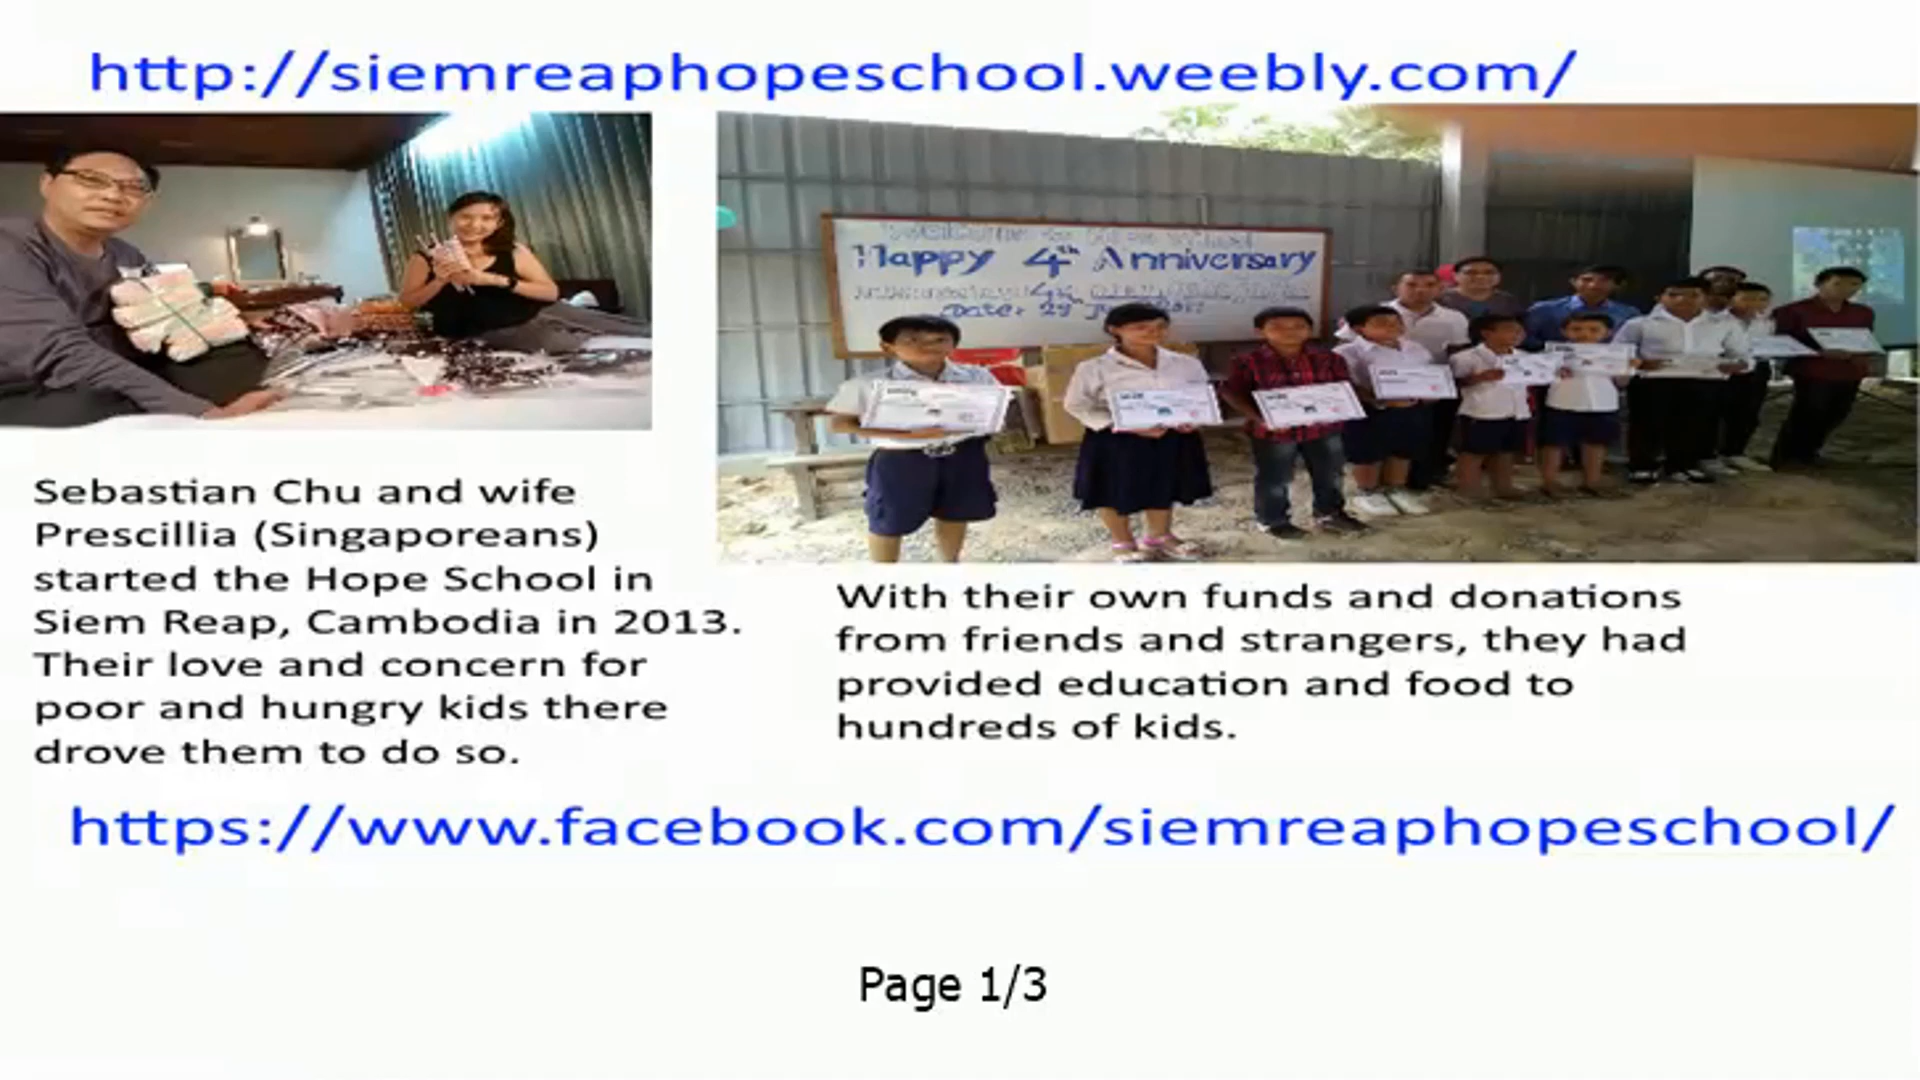 http://siemreaphopeschool.weebly.com/
Happy 4th Anniversary
Date: 29
Sebastian Chu and wife
Prescillia (Singaporeans)
started the Hope School in
Siem Reap, Cambodia in 2013.
Their love and concern for
poor and hungry kids there
drove them to do so.
With their own funds and donations
from friends and strangers, they had
provided education and food to
hundreds of kids.
https://www.facebook.com/siemreaphopeschool/
Page 1/3